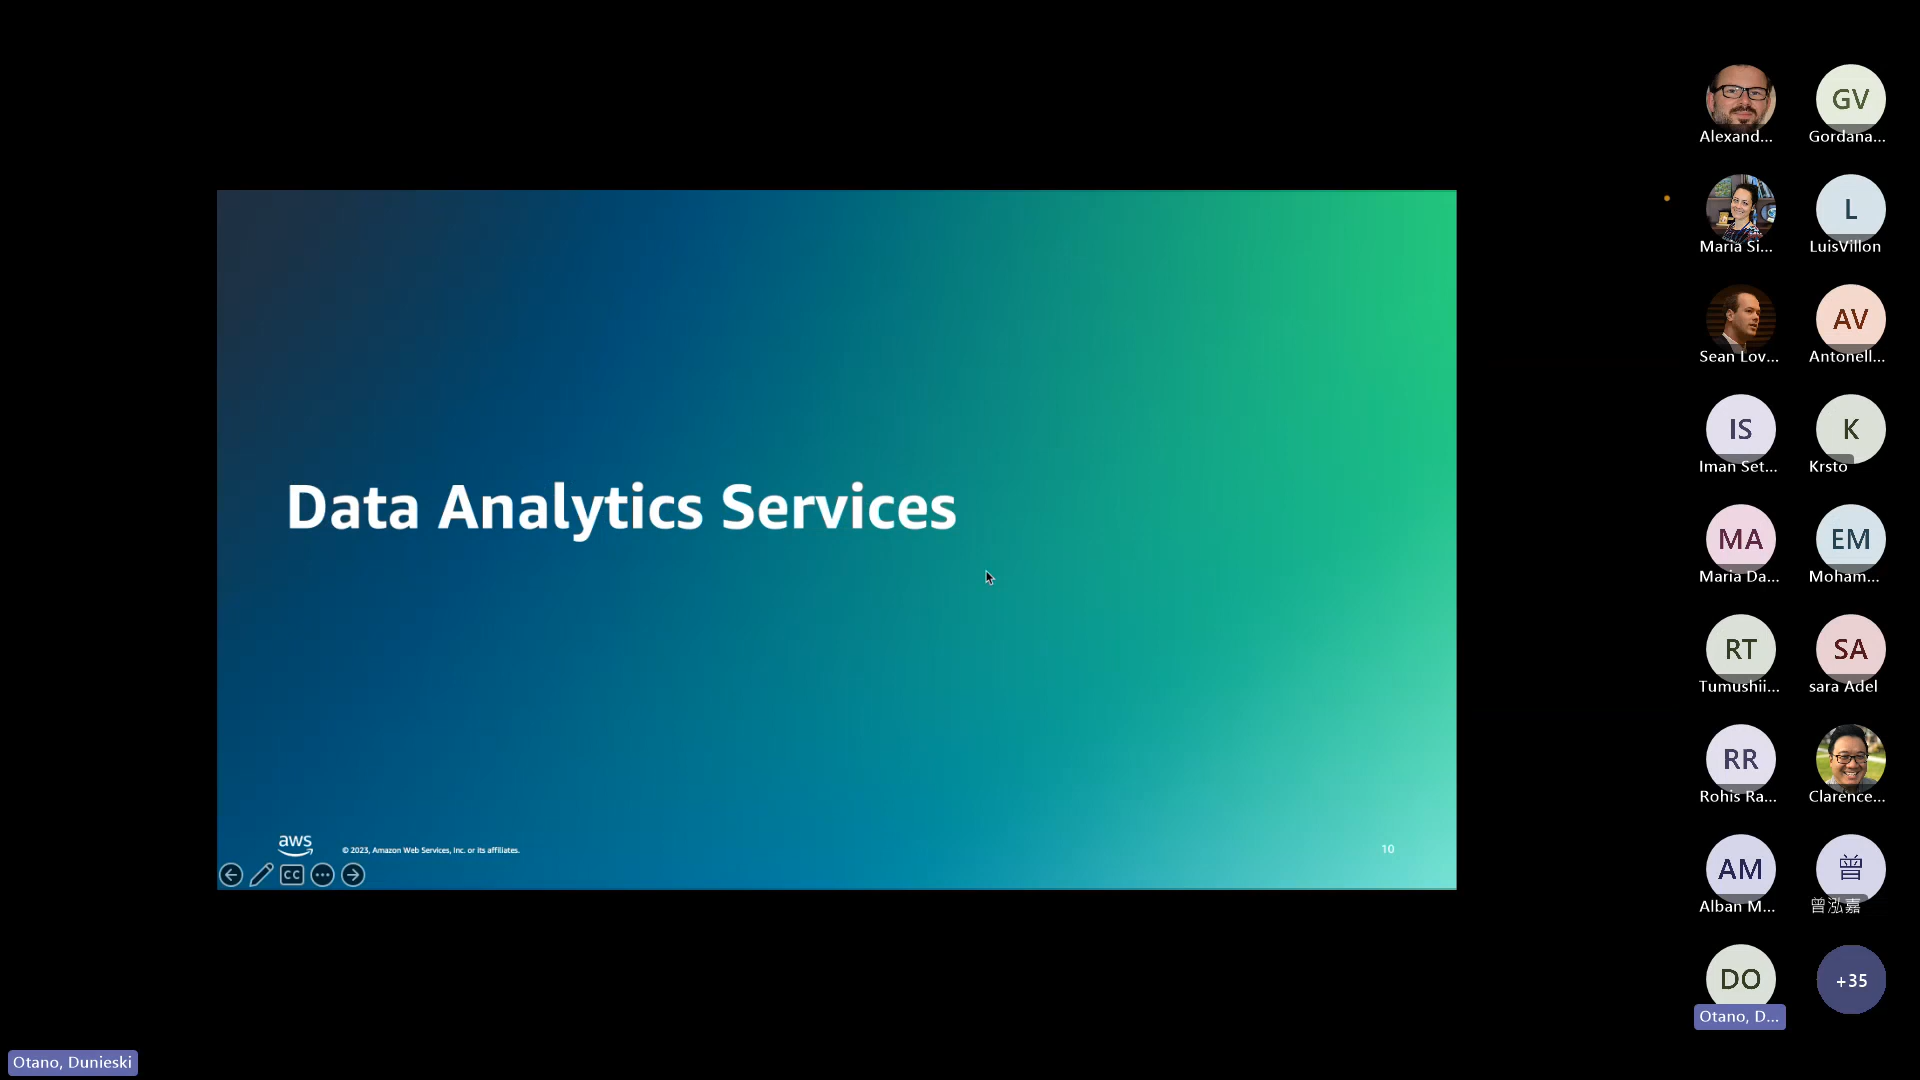 Data Analytics Services
aws
© 2023, Amazon Web Services, Inc. or its affiliates.
10
CC
GV
Alexand...
Gordana...
L
Maria Si...
LuisVillon
AV
Sean Lov...
Antonell...
IS
K
Iman Set...
Krsto
MA
EM
Maria Da...
Moham...
RT
SA
Tumushii...
sara Adel
RR
Rohis Ra...
Clarence...
AM
曾
Alban M...
曾泓嘉
DO
+35
Otano, D...
Otano, Dunieski